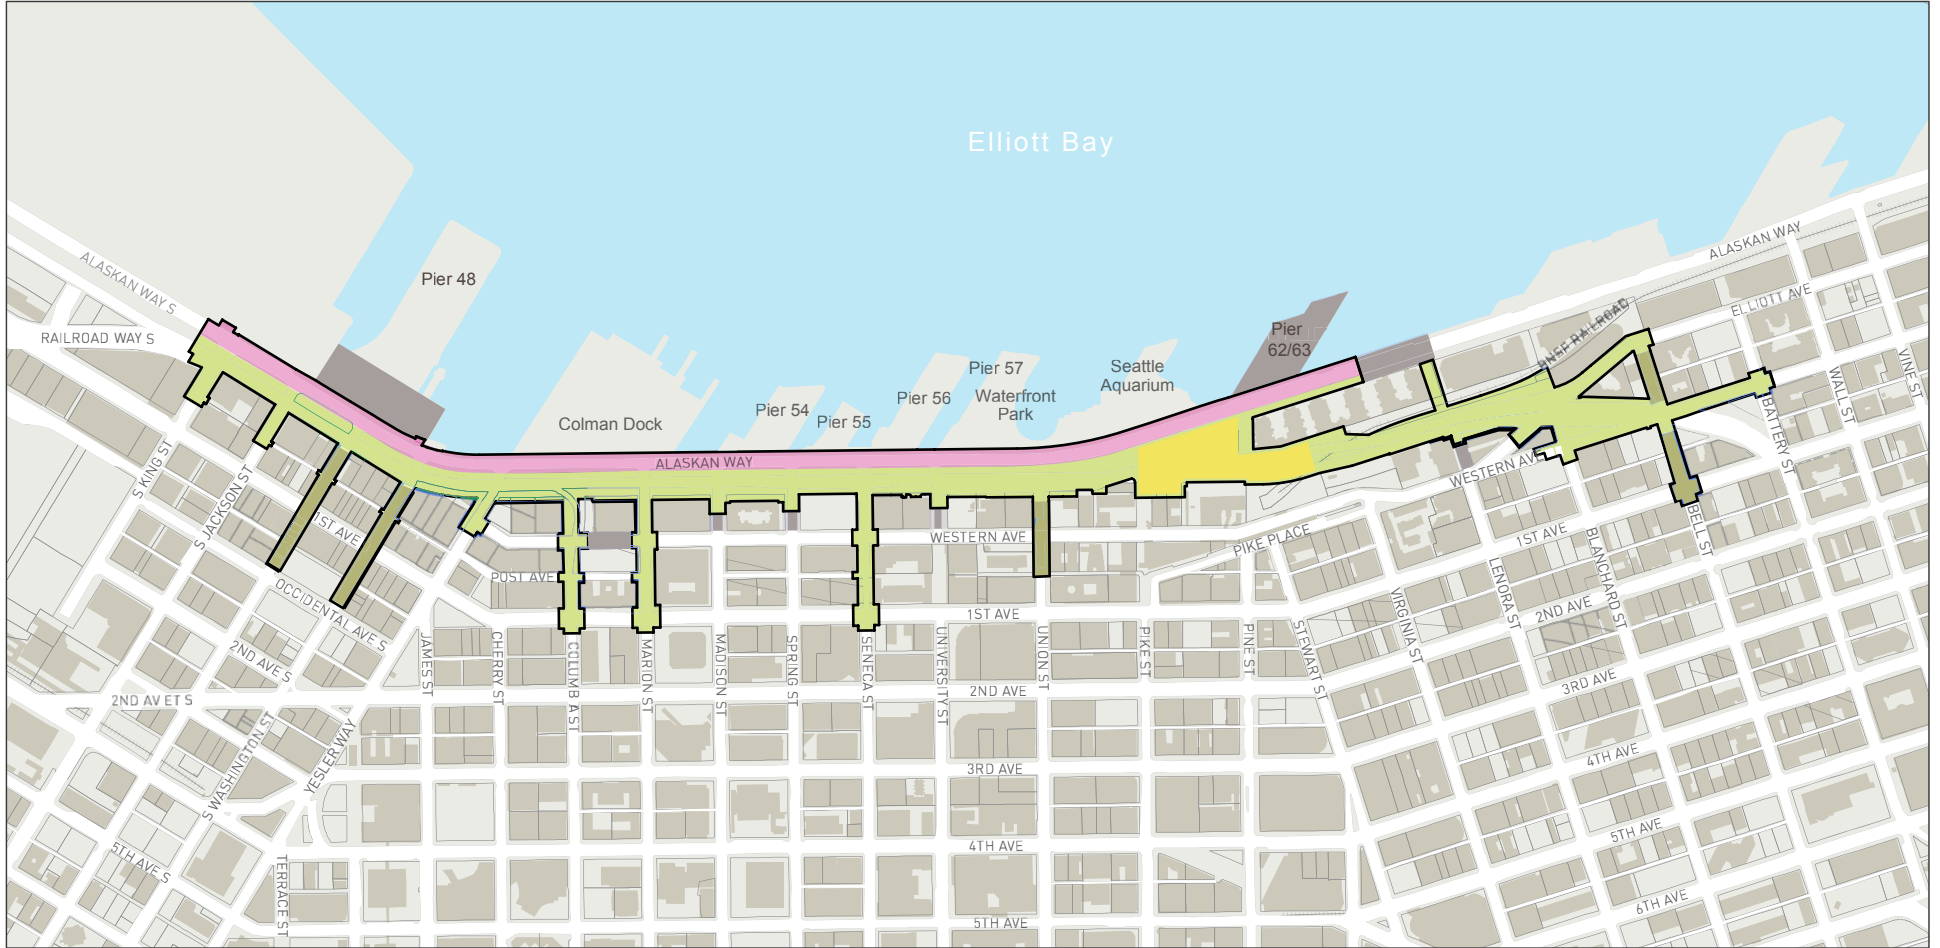 Elliott Bay
ALASKAN WAY S
RAILROAD WAY S
Pier 48
Colman Dock
Pier 54
Pier 55
Pier 56
Pier 57
Waterfront
Park
Seattle
Aquarium
Pier
62/63
ALASKAN WAY
ELLIOTT AVE
BNSF RAILROAD
VINE ST
WALL ST
BATTERY ST
ALASKAN WAY
WESTERN AVE
WESTERN AVE
PIKE PLACE
1ST AVE
BELL ST
BLANCHARD ST
LENORA ST
VIRGINIA ST
2ND AVE
3RD AVE
4TH AVE
5TH AVE
6TH AVE
S KING ST
S JACKSON ST
1ST AVE
OCCIDENTAL AVE S
POST AVE
1ST AVE
2ND AVE S
JAMES ST
CHERRY ST
COLUMBIA ST
MARION ST
MADISON ST
SPRING ST
SENECA ST
UNIVERSITY ST
UNION ST
PIKE ST
PINE ST
STEWART ST
2ND AVE
2ND AV ET S
S WASHINGTON ST
YESLER WAY
3RD AVE
4TH AVE
5TH AVE S
TERRACE ST
5TH AVE